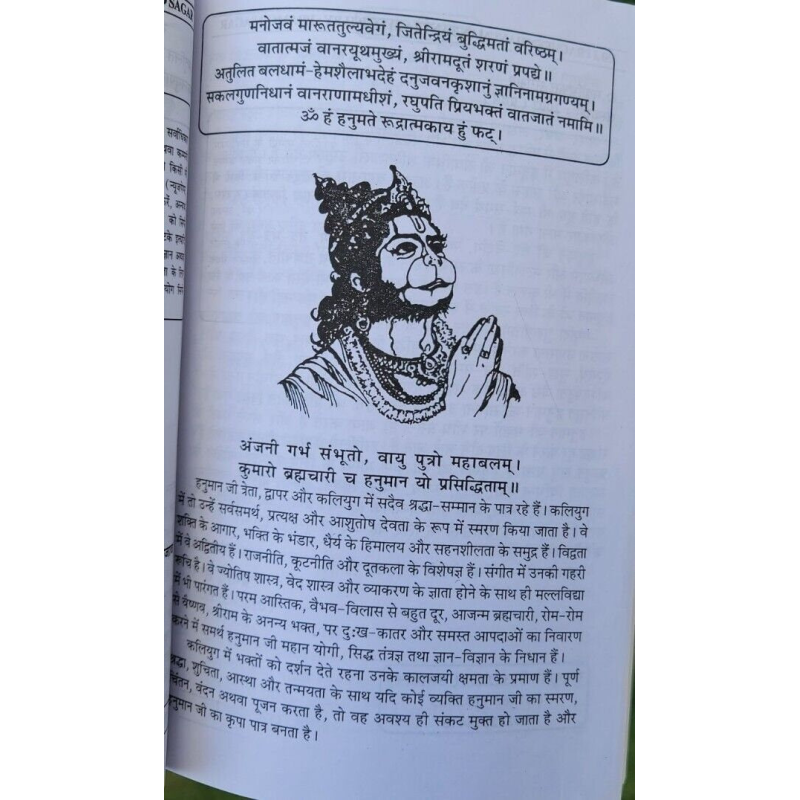 SAGAR
सर्वाधिकार
किसी
(न्यूजपेप
को
के
योग
मनोजवं मारूततुल्यवेगं, जितेन्द्रियं बुद्धिमतां वरिष्ठम्।
वातात्मजं वानरयूथमुख्यं, श्रीरामदूतं शरणं प्रपद्ये॥
अतुलित बलधामं-हेमशैलाभदेहं दनुजवनकृशानुं ज्ञानिनामग्रगण्यम्।
सकलगुणनिधानं वानराणामधीशं, रघुपति प्रियभक्तं वातजातं नमामि॥
ॐ हं हनुमते रूद्रात्मकाय हुं फट्।
अंजनी गर्भ संभूतो, वायु पुत्रो महाबलम्।
कुमारो ब्रह्मचारी च हनुमान यो प्रसिद्धिताम्॥
हनुमान जी त्रेता, द्वापर और कलियुग में सदैव श्रद्धा-सम्मान के पात्र रहे हैं। कलियुग
में तो उन्हें सर्वसमर्थ, प्रत्यक्ष और आशुतोष देवता के रूप में स्मरण किया जाता है। वे
शक्ति के आगार, भक्ति के भंडार, धैर्य के हिमालय और सहनशीलता के समुद्र हैं। विद्वता
में वे अद्वितीय हैं। राजनीति, कूटनीति और दूतकला के विशेषज्ञ हैं। संगीत में उनकी गहरी
रुचि है। वे ज्योतिष शास्त्र, वेद शास्त्र और व्याकरण के ज्ञाता होने के साथ ही मल्लविद्या
में भी पारंगत हैं। परम आस्तिक, वैभव-विलास से बहुत दूर, आजन्म ब्रह्मचारी, रोम-रोम
से वैष्णव, श्रीराम के अनन्य भक्त, पर दुःख-कातर और समस्त आपदाओं का निवारण
करने में समर्थ हनुमान जी महान योगी, सिद्ध तंत्रज्ञ तथा ज्ञान-विज्ञान के निधान हैं।
कलियुग में भक्तों को दर्शन देते रहना उनके कालजयी क्षमता के प्रमाण हैं। पूर्ण
श्रद्धा, शुचिता, आस्था और तन्मयता के साथ यदि कोई व्यक्ति हनुमान जी का स्मरण,
चिंतन, वंदन अथवा पूजन करता है, तो वह अवश्य ही संकट मुक्त हो जाता है और
हनुमान जी का कृपा पात्र बनता है।